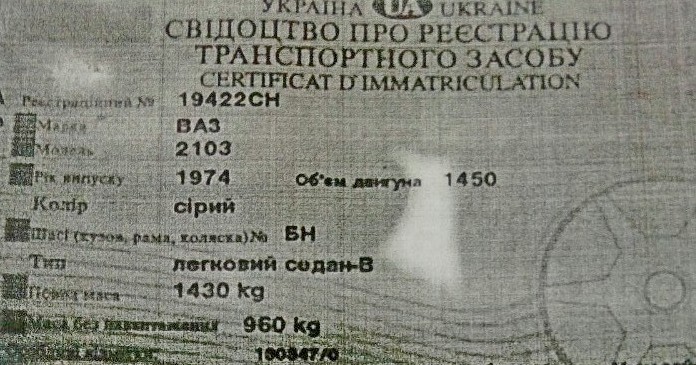 УКРАЇНА UA UKRAINE
СВІДОЦТВО ПРО РЕЄСТРАЦІЮ
ТРАНСПОРТНОГО ЗАСОБУ
CERTIFICAT D'IMMATRICULATION
Реєстраційний № 19422СН
Марка ВАЗ
Модель 2103
Рік випуску 1974 Об'єм двигуна 1450
Колір сірий
Шасі (кузов, рама, коляска) № БН
Тип легковий седан-В
Повна маса 1430 kg
Маса без навантаження 960 kg